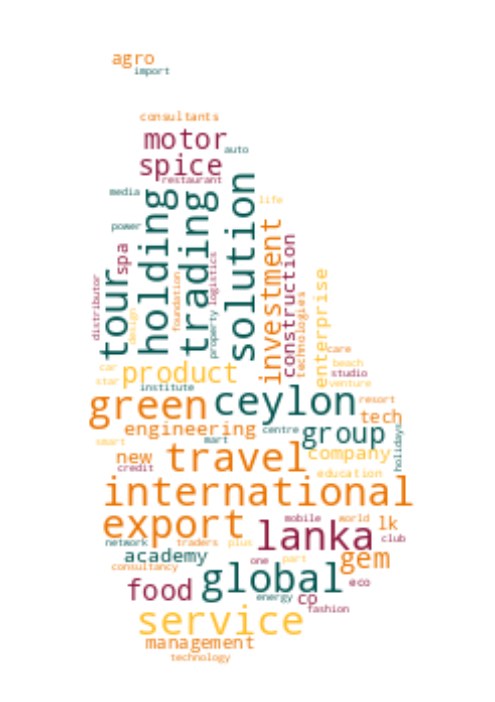 agro
import
consultants
motor
auto
spice
restaurant
media
holding
trading
solution
life
power
spa
tour
distributor
design
foundation
property
logistics
investment
construction
technologies
enterprise
care
car
star
product
beach
studio
venture
institute
green
ceylon
resort
tech
engineering
centre
group
holidays
smart
mart
new
travel
company
credit
education
international
export
mobile
world
lk
lanka
club
network
traders
plus
academy
one
part
gem
consultancy
food
global
eco
energy
co
fashion
service
management
technology